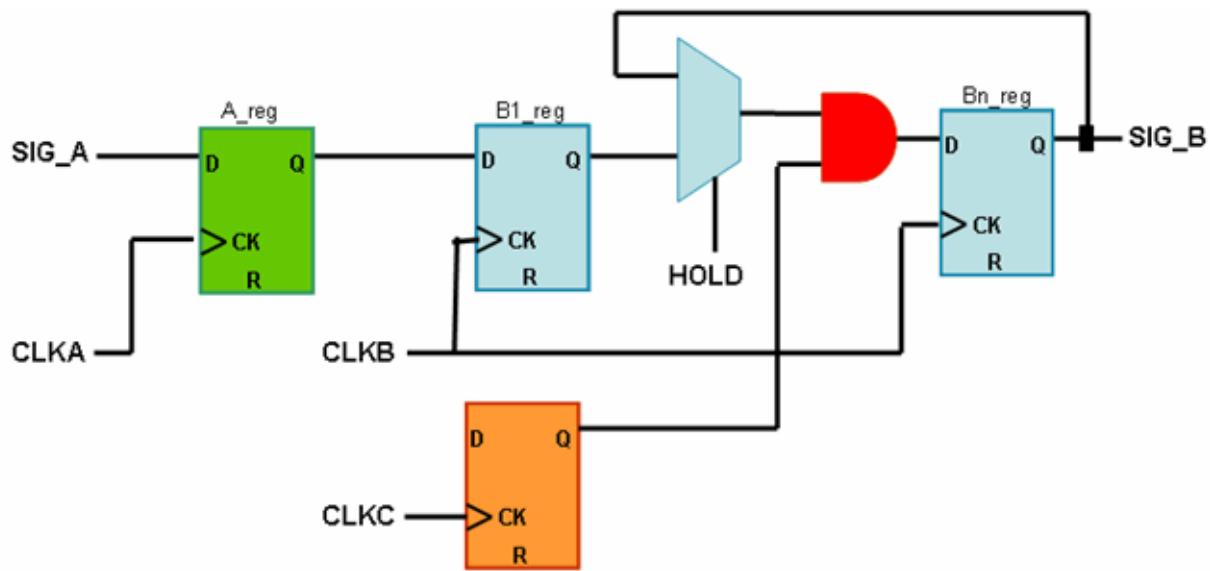 A_reg
B1_reg
Bn_reg
SIG_A
D
Q
D
Q
D
Q
SIG_B
CK
CK
CK
R
R
HOLD
R
CLKA
CLKB
D
Q
CLKC
CK
R